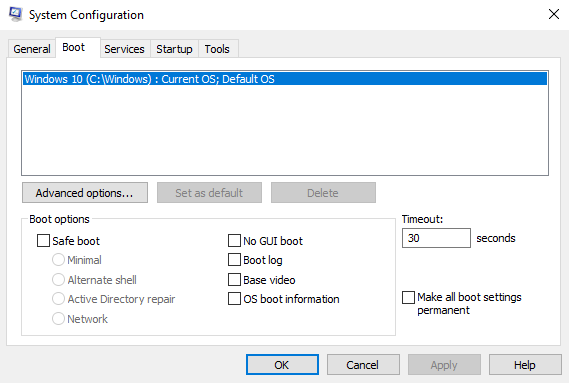 System Configuration
General Boot Services Startup Tools
Windows 10 (C:\Windows) : Current OS; Default OS
Advanced options... Set as default Delete
Boot options
Timeout:
Safe boot
No GUI boot
30 seconds
Minimal
Boot log
Alternate shell
Base video
Active Directory repair
OS boot information
Make all boot settings
permanent
Network
OK Cancel Apply Help